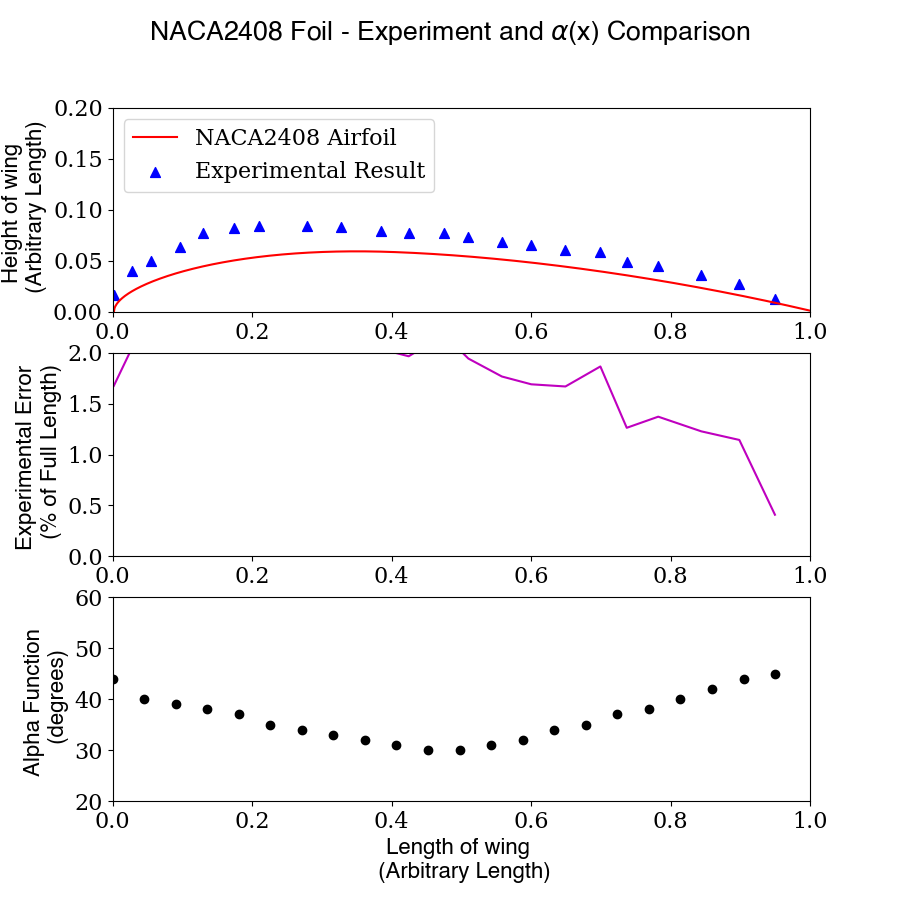 NACA2408 Foil - Experiment and α(x) Comparison
Height of wing
(Arbitrary Length)
0.20
0.15
0.10
0.05
0.00
NACA2408 Airfoil
Experimental Result
0.0 0.2 0.4 0.6 0.8 1.0
Experimental Error
(% of Full Length)
2.0
1.5
1.0
0.5
0.0
0.0 0.2 0.4 0.6 0.8 1.0
Alpha Function
(degrees)
60
50
40
30
20
0.0 0.2 0.4 0.6 0.8 1.0
Length of wing
(Arbitrary Length)